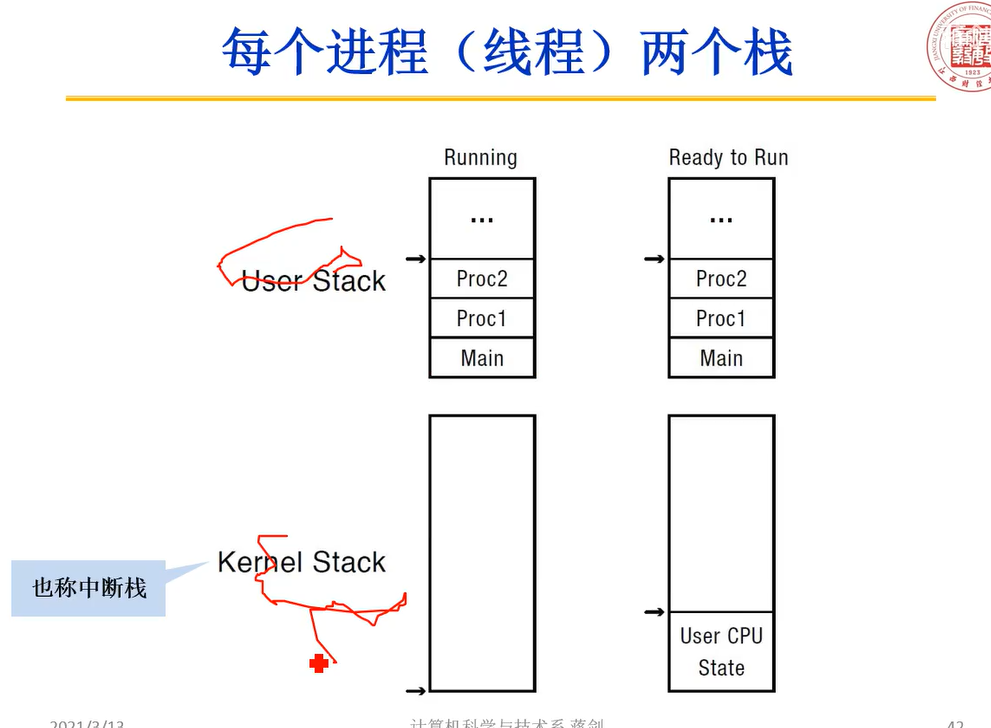 每个进程（线程）两个栈
Running
Ready to Run
...
...
User Stack
Proc2
Proc2
Proc1
Proc1
Main
Main
Kernel Stack
也称中断栈
User CPU
State
2021/3/13
计算机科学与技术系 蒋剑
42